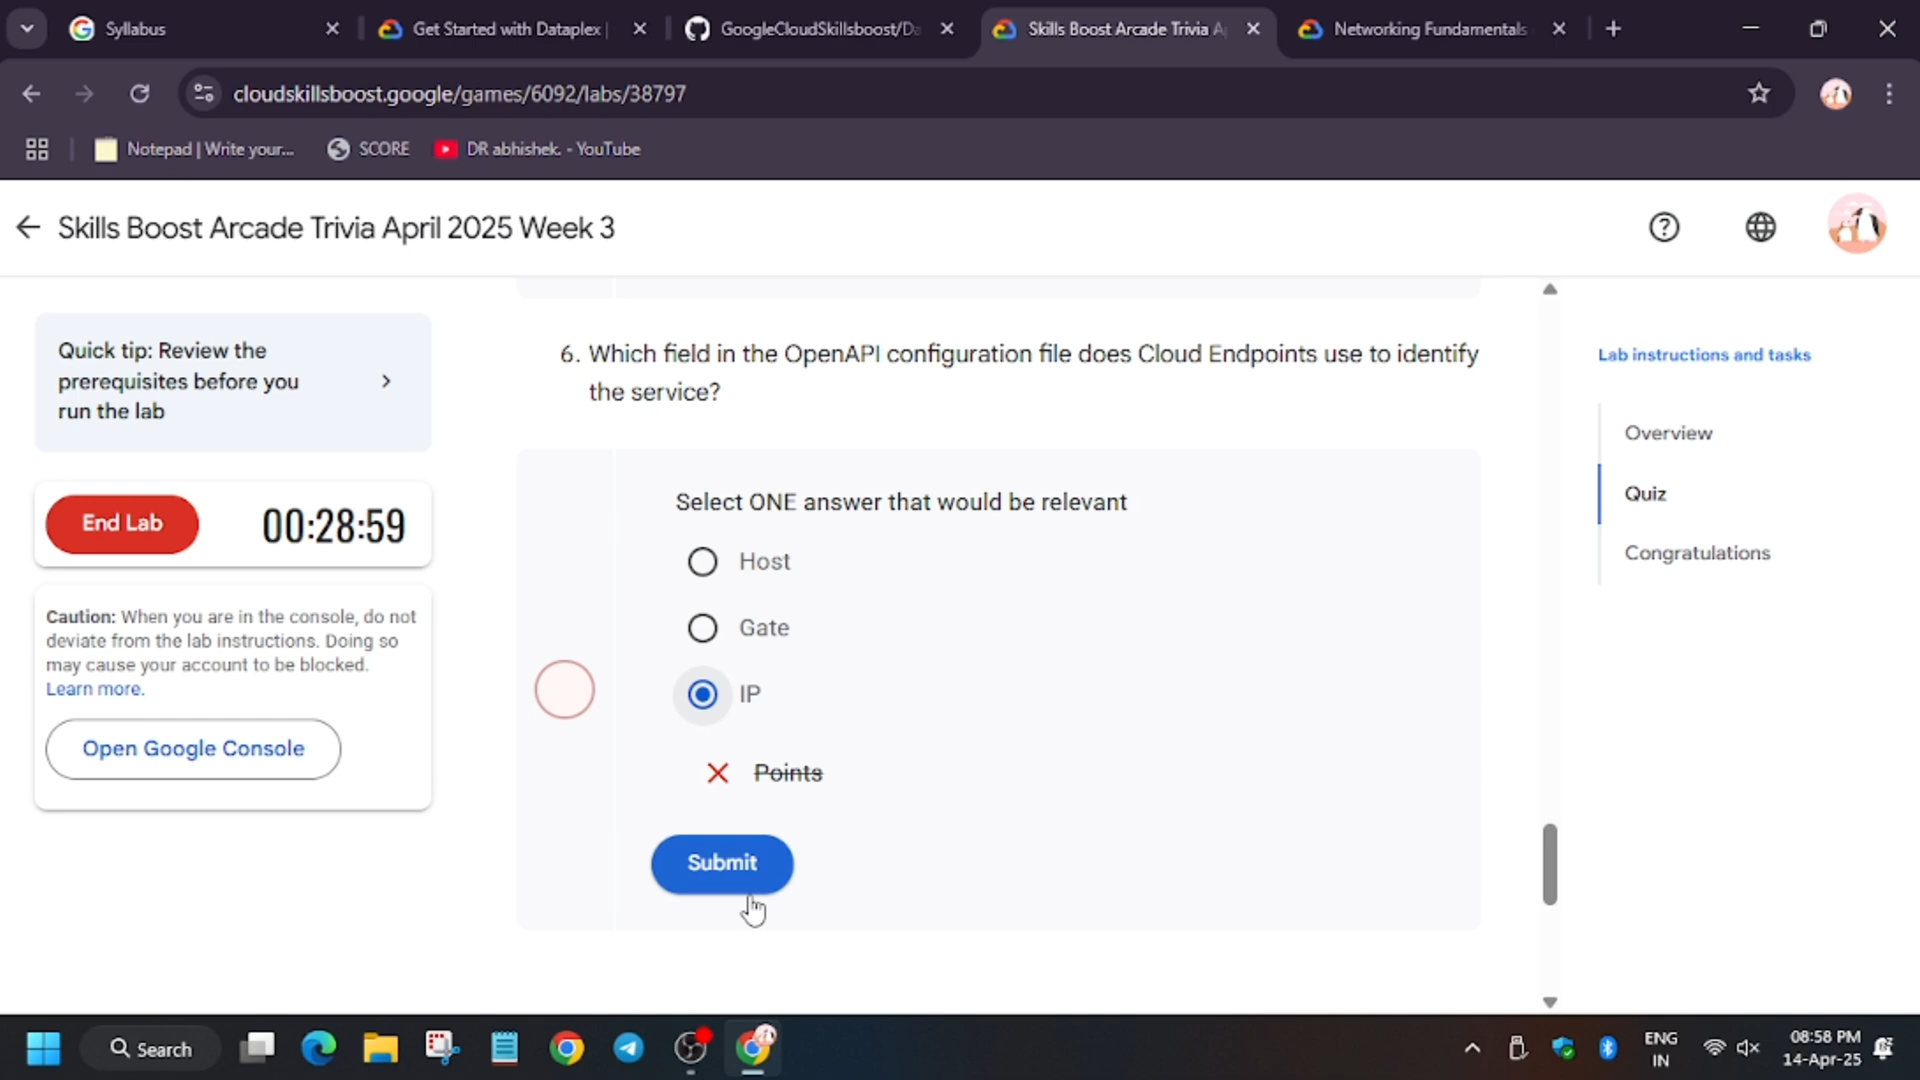 Syllabus
Get Started with Dataplex |
GoogleCloudSkillsboost/Da
Skills Boost Arcade Trivia A
Networking Fundamentals
cloudskillsboost.google/games/6092/labs/38797
Notepad | Write your...
SCORE
DR abhishek. - YouTube
Skills Boost Arcade Trivia April 2025 Week 3
Quick tip: Review the
prerequisites before you
run the lab
End Lab
00:28:59
Caution: When you are in the console, do not
deviate from the lab instructions. Doing so
may cause your account to be blocked.
Learn more.
Open Google Console
6. Which field in the OpenAPI configuration file does Cloud Endpoints use to identify
the service?
Select ONE answer that would be relevant
Host
Gate
IP
Points
Submit
Lab instructions and tasks
Overview
Quiz
Congratulations
Search
ENG
IN
08:58 PM
14-Apr-25